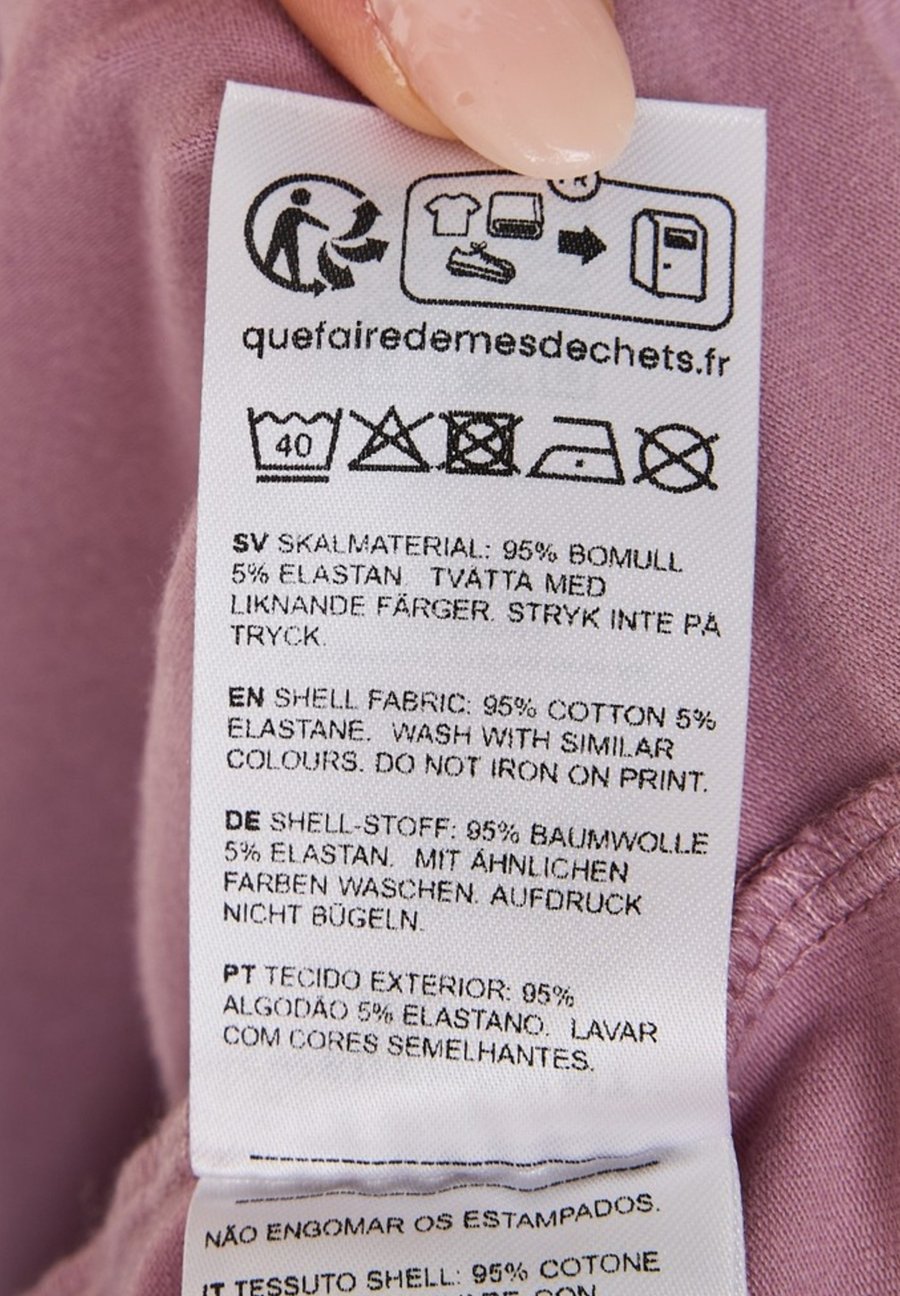 FR
quefairedemesdechets.fr
40
SV SKALMATERIAL: 95% BOMULL
5% ELASTAN. TVÄTTA MED
LIKNANDE FÄRGER. STRYK INTE PÅ
TRYCK.
EN SHELL FABRIC: 95% COTTON 5%
ELASTANE. WASH WITH SIMILAR
COLOURS. DO NOT IRON ON PRINT.
DE SHELL-STOFF: 95% BAUMWOLLE
5% ELASTAN. MIT ÄHNLICHEN
FARBEN WASCHEN. AUFDRUCK
NICHT BÜGELN.
PT TECIDO EXTERIOR: 95%
ALGODÃO 5% ELASTANO. LAVAR
COM CORES SEMELHANTES.
NÃO ENGOMAR OS ESTAMPADOS.
IT TESSUTO SHELL: 95% COTONE
CON